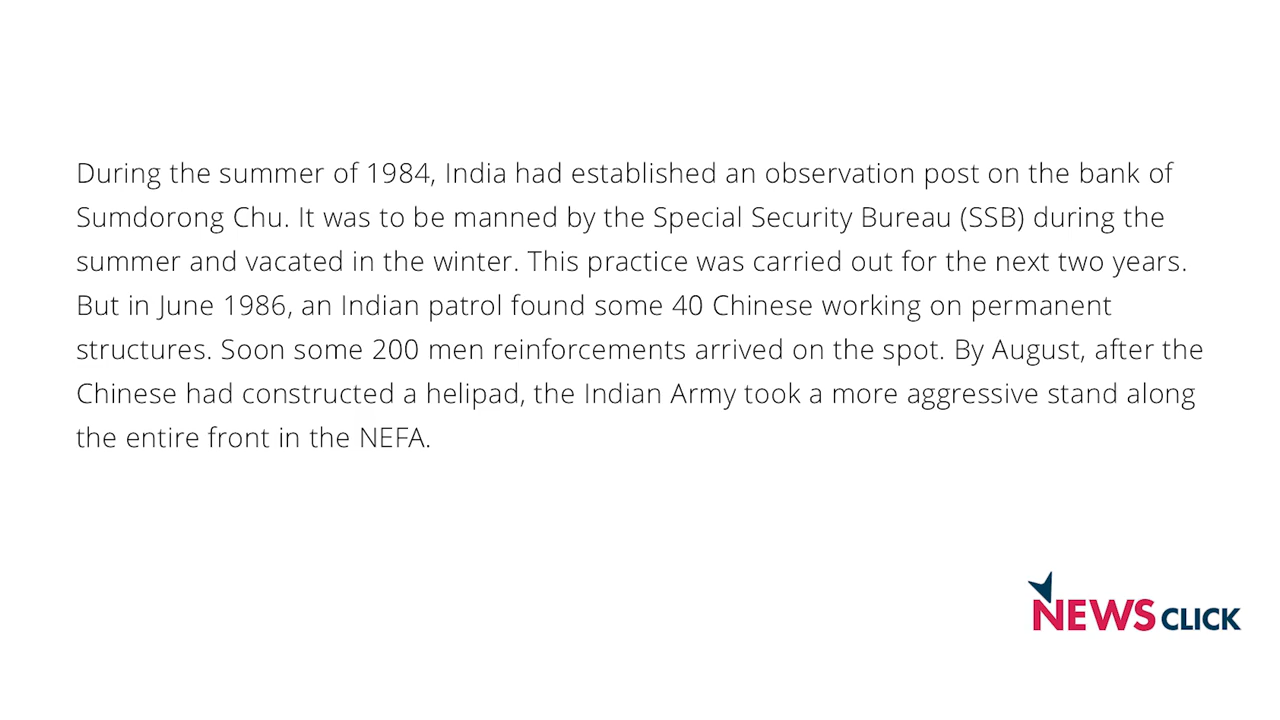 During the summer of 1984, India had established an observation post on the bank of
Sumdorong Chu. It was to be manned by the Special Security Bureau (SSB) during the
summer and vacated in the winter. This practice was carried out for the next two years.
But in June 1986, an Indian patrol found some 40 Chinese working on permanent
structures. Soon some 200 men reinforcements arrived on the spot. By August, after the
Chinese had constructed a helipad, the Indian Army took a more aggressive stand along
the entire front in the NEFA.
NEWSCLICK